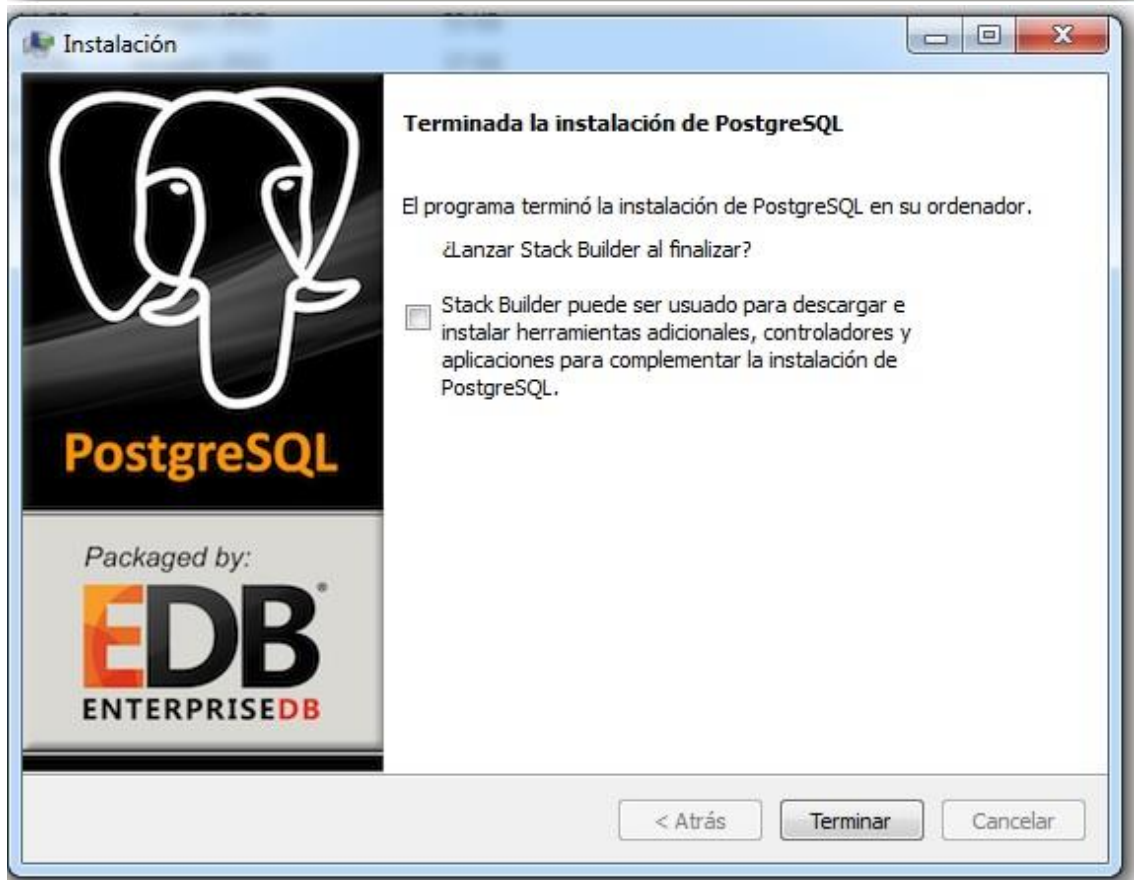 Instalación
Terminada la instalación de PostgreSQL
El programa terminó la instalación de PostgreSQL en su ordenador.
¿Lanzar Stack Builder al finalizar?
Stack Builder puede ser usado para descargar e
instalar herramientas adicionales, controladores y
aplicaciones para complementar la instalación de
PostgreSQL.
PostgreSQL
Packaged by:
EDB®
ENTERPRISEDB
< Atrás
Terminar
Cancelar